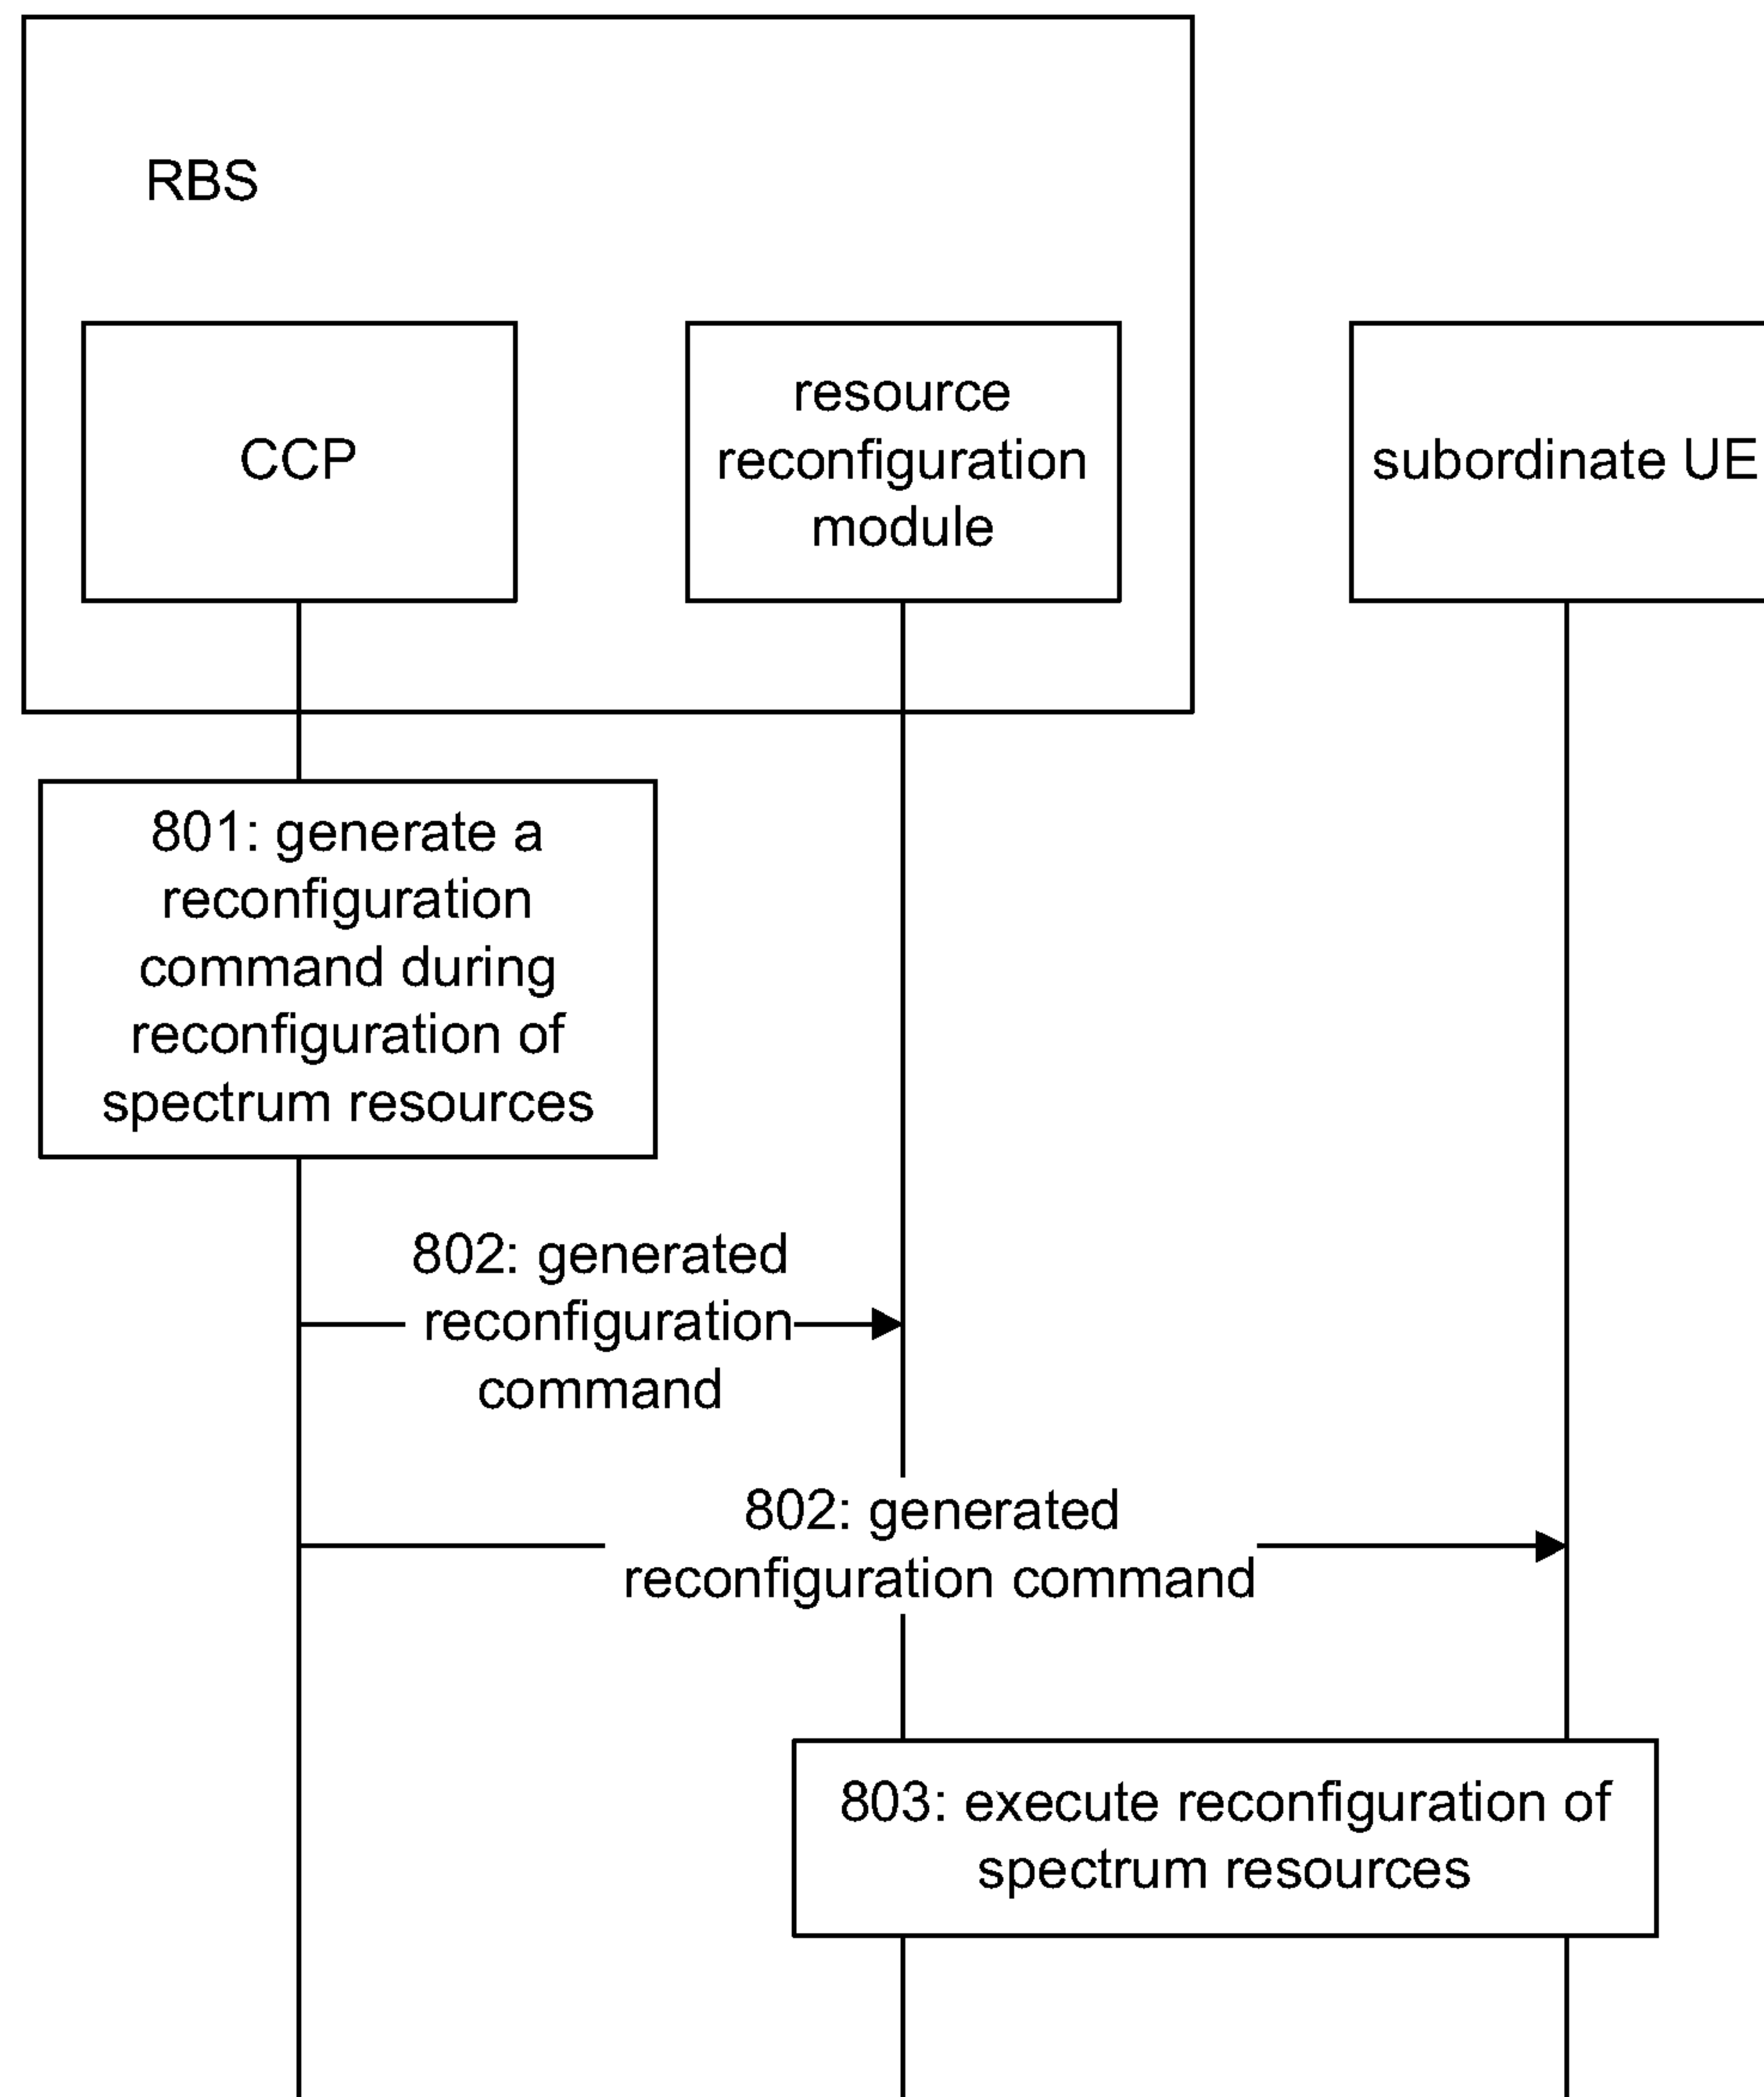 RBS
CCP
resource
reconfiguration
module
subordinate UE
801: generate a
reconfiguration
command during
reconfiguration of
spectrum resources
802: generated
reconfiguration
command
802: generated
reconfiguration command
803: execute reconfiguration of
spectrum resources